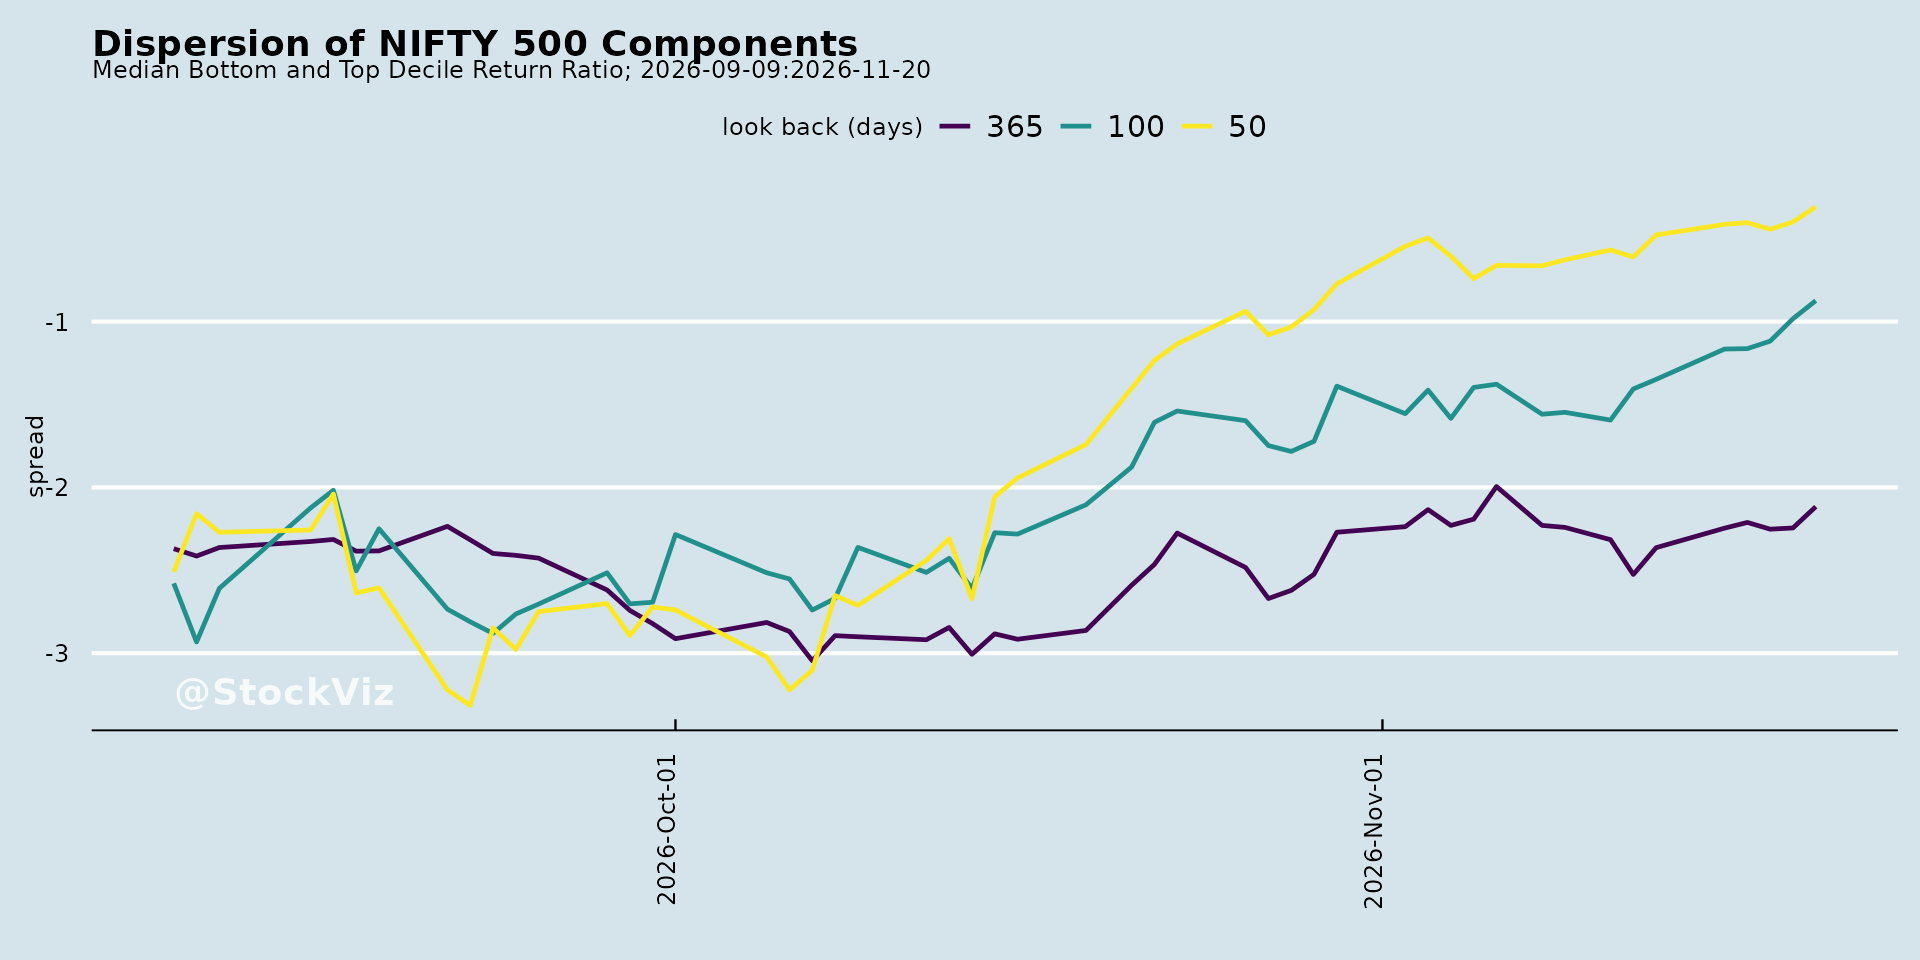 Dispersion of NIFTY 500 Components
Median Bottom and Top Decile Return Ratio; 2026-09-09:2026-11-20
look back (days) 365 100 50
-1
-2
-3
spread
@StockViz
2026-Oct-01
2026-Nov-01